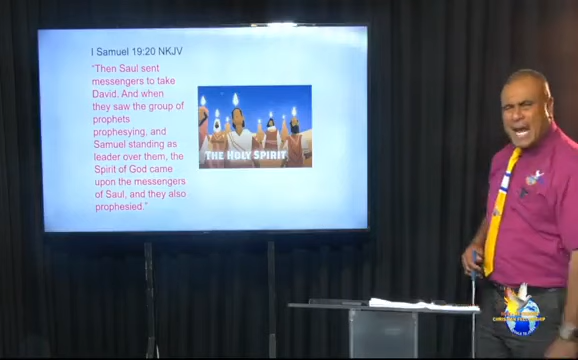 I Samuel 19:20 NKJV
“Then Saul sent
messengers to take
David. And when
they saw the group of
prophets
prophesying, and
Samuel standing as
leader over them, the
Spirit of God came
upon the messengers
of Saul, and they also
prophesied.”
THE HOLY SPIRIT
CHRISTIAN FELLOWSHIP